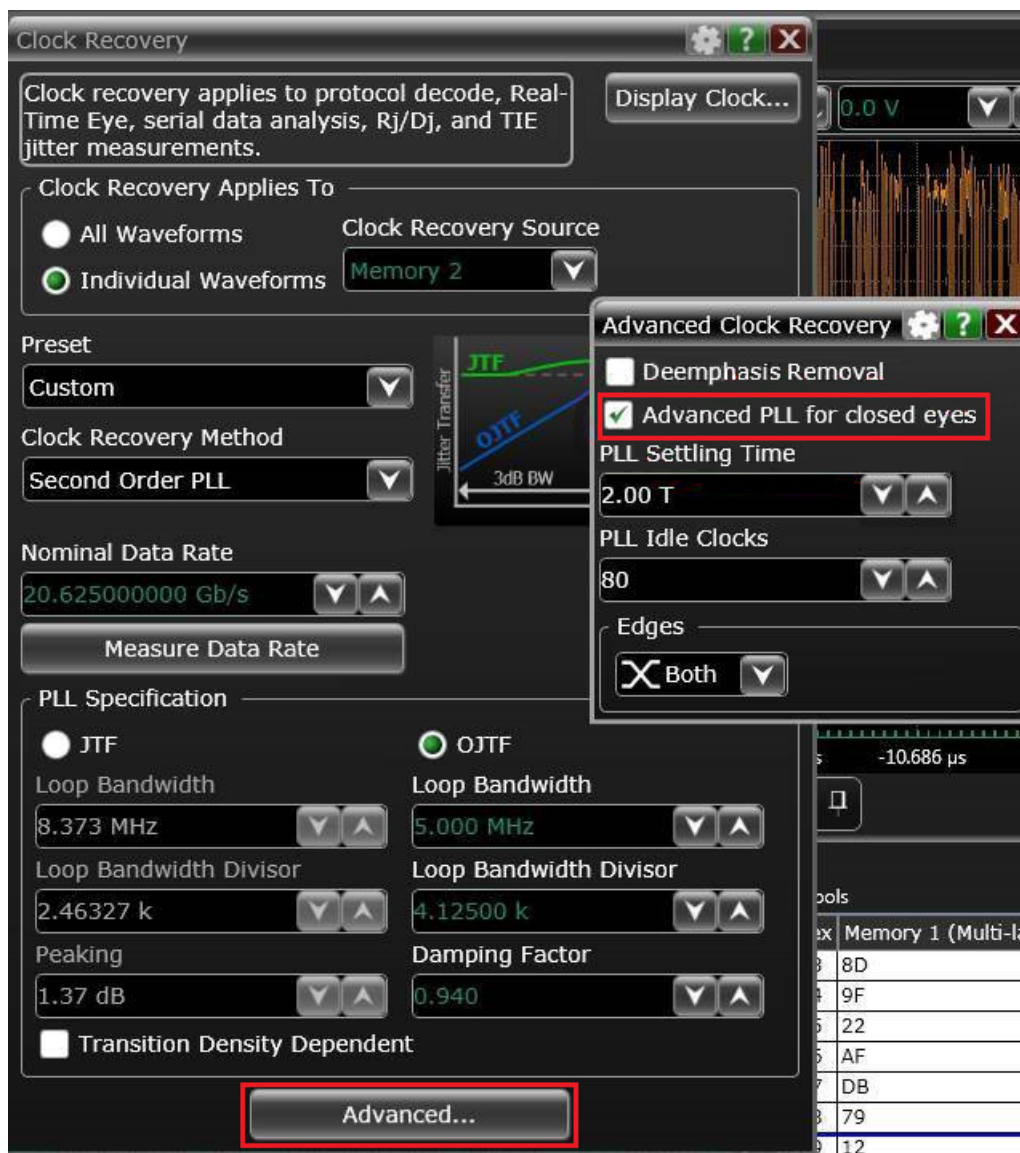 Clock Recovery
?
X
Clock recovery applies to protocol decode, Real-
Time Eye, serial data analysis, Rj/Dj, and TIE
jitter measurements.
Display Clock...
Clock Recovery Applies To
All Waveforms
Individual Waveforms
Clock Recovery Source
Memory 2
Preset
Custom
Clock Recovery Method
Second Order PLL
Jitter Transfer
JTF
OJTF
3dB BW
Nominal Data Rate
20.625000000 Gb/s
Measure Data Rate
PLL Specification
JTF
OJTF
Loop Bandwidth
8.373 MHz
Loop Bandwidth
5.000 MHz
Loop Bandwidth Divisor
2.46327 k
Loop Bandwidth Divisor
4.12500 k
Peaking
1.37 dB
Damping Factor
0.940
Transition Density Dependent
Advanced...
0.0 V
Advanced Clock Recovery
?
X
Deemphasis Removal
Advanced PLL for closed eyes
PLL Settling Time
2.00 T
PLL Idle Clocks
80
Edges
Both
-10.686 µs
Memory 1 (Multi-la
8D
9F
22
AF
DB
79
12